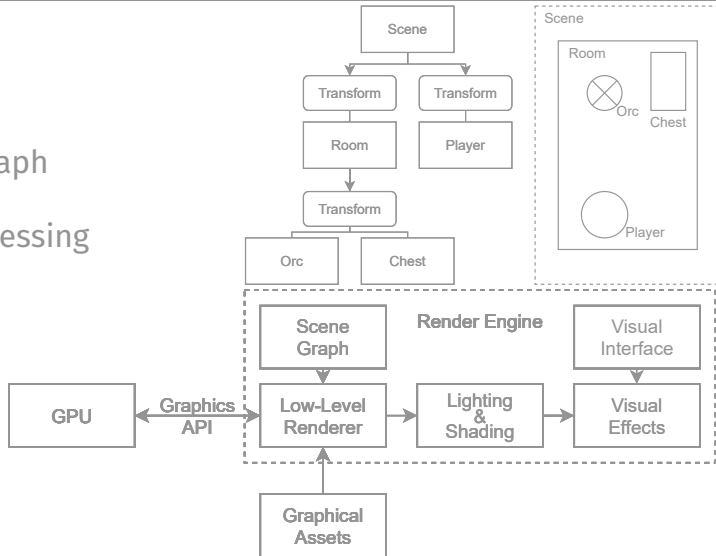 Scene
Transform
Transform
Room
Player
Transform
Orc
Chest
Scene
Room
Orc
Chest
Player
aph
essing
Render Engine
Scene
Graph
Visual
Interface
GPU
Graphics
API
Low-Level
Renderer
Lighting
&
Shading
Visual
Effects
Graphical
Assets